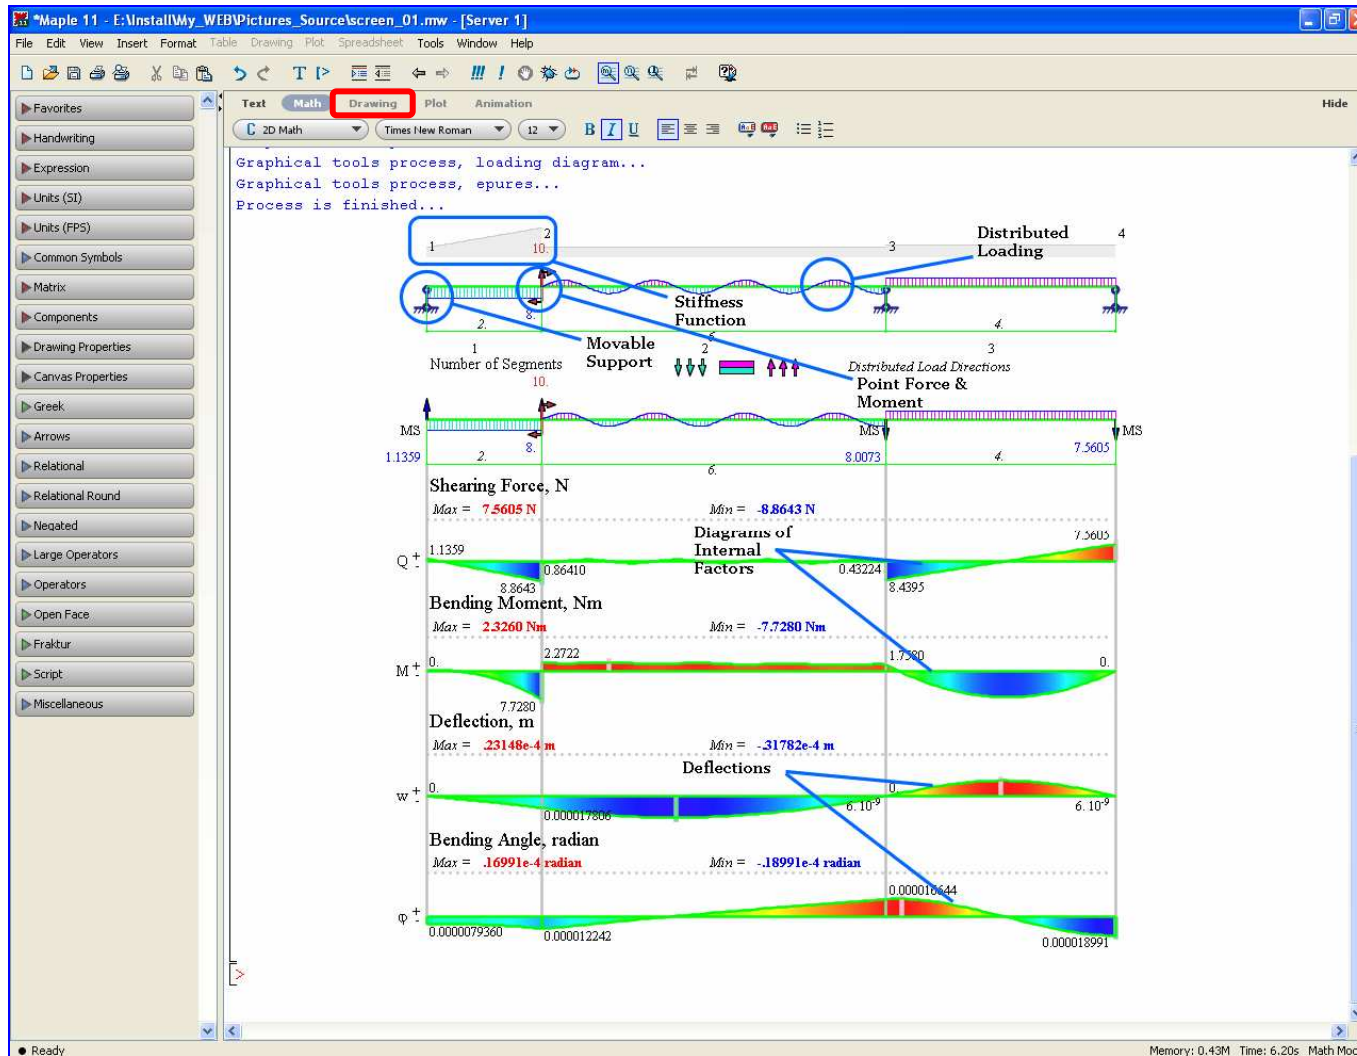 *Maple 11 - E:\Install\My_WEB\Pictures_Source\screen_01.mw - [Server 1]
File Edit View Insert Format Table Drawing Plot Spreadsheet Tools Window Help
Favorites
Handwriting
Expression
Units (SI)
Units (FPS)
Common Symbols
Matrix
Components
Drawing Properties
Canvas Properties
Greek
Arrows
Relational
Relational Round
Negated
Large Operators
Operators
Open Face
Fraktur
Script
Miscellaneous
Text Math Drawing Plot Animation Hide
C 2D Math Times New Roman 12 B I U
Graphical tools process, loading diagram...
Graphical tools process, epures...
Process is finished...
1 2 3 4
10.
Distributed
Loading
Stiffness
Function
2. 8. 4.
Movable
Support
1 2 3
Number of Segments
Distributed Load Directions
Point Force &
Moment
10.
MS MS MS
1.1359 2. 8. 6. 8.0073 4. 7.5605
Shearing Force, N
Max = 7.5605 N Min = -8.8643 N
Diagrams of
Internal
Factors
Q + - 1.1359 8.8643 0.86410 0.43224 8.4395 7.5605
Bending Moment, Nm
Max = 2.3260 Nm Min = -7.7280 Nm
M + - 0. 7.7280 2.2722 1.7580 0.
Deflection, m
Max = .23148e-4 m Min = -.31782e-4 m
Deflections
w + - 0. 0.000017806 6. 10-9 0. 6. 10-9
Bending Angle, radian
Max = .16991e-4 radian Min = -.18991e-4 radian
φ + - 0.0000079360 0.000012242 0.000016644 0.000018991
>
Ready
Memory: 0.43M Time: 6.20s Math Mod